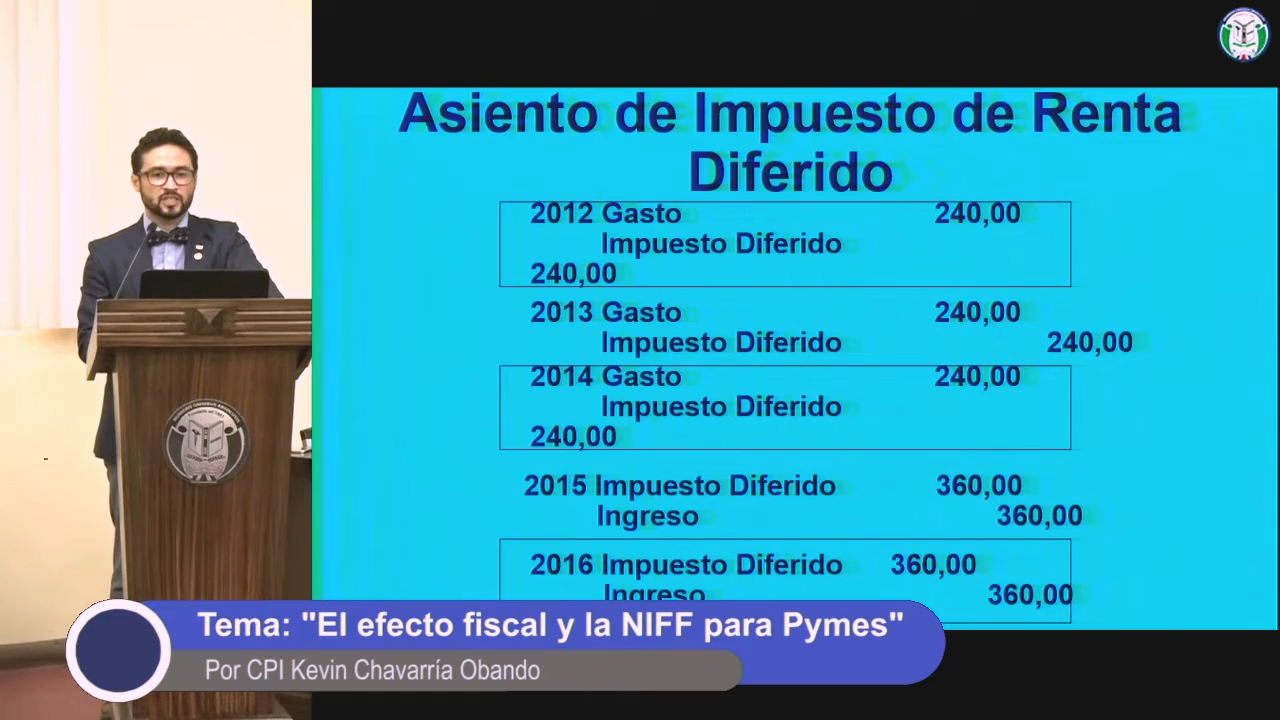 Asiento de Impuesto de Renta
Diferido
2012 Gasto 240,00
Impuesto Diferido
240,00
2013 Gasto 240,00
Impuesto Diferido 240,00
2014 Gasto 240,00
Impuesto Diferido
240,00
2015 Impuesto Diferido 360,00
Ingreso 360,00
2016 Impuesto Diferido 360,00
Ingreso 360,00
Tema: "El efecto fiscal y la NIFF para Pymes"
Por CPI Kevin Chavarría Obando